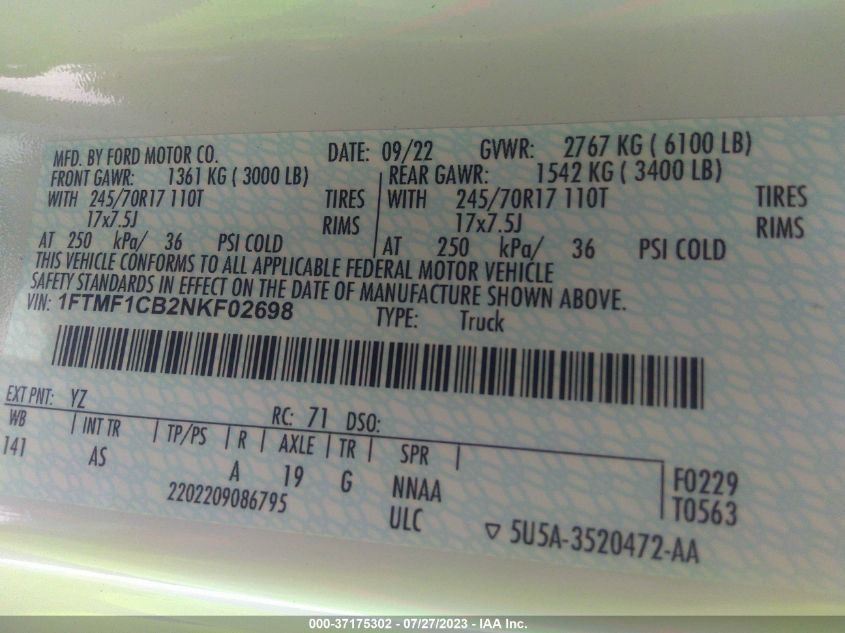 MFD. BY FORD MOTOR CO. DATE: 09/22 GVWR: 2767 KG ( 6100 LB)
FRONT GAWR: 1361 KG ( 3000 LB) REAR GAWR: 1542 KG ( 3400 LB)
WITH 245/70R17 110T TIRES WITH 245/70R17 110T TIRES
17x7.5J RIMS 17x7.5J RIMS
AT 250 kPa/ 36 PSI COLD AT 250 kPa/ 36 PSI COLD
THIS VEHICLE CONFORMS TO ALL APPLICABLE FEDERAL MOTOR VEHICLE
SAFETY STANDARDS IN EFFECT ON THE DATE OF MANUFACTURE SHOWN ABOVE.
VIN: 1FTMF1CB2NKF02698 TYPE: Truck
EXT PNT: YZ RC: 71 DSO:
WB | INT TR | TP/PS | R | AXLE | TR | SPR |
141 AS A 19 G NNAA F0229
2202209086795 ULC T0563
▽ 5U5A-3520472-AA
000-37175302 - 07/27/2023 - IAA Inc.